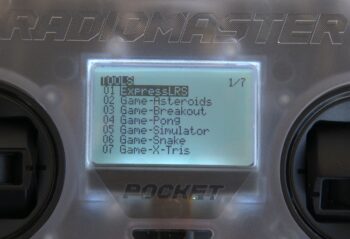 RADIOMASTER
TOOLS 1/7
01 ExpressLRS
02 Game-Asteroids
03 Game-Breakout
04 Game-Pong
05 Game-Simulator
06 Game-Snake
07 Game-X-Tris
POCKET